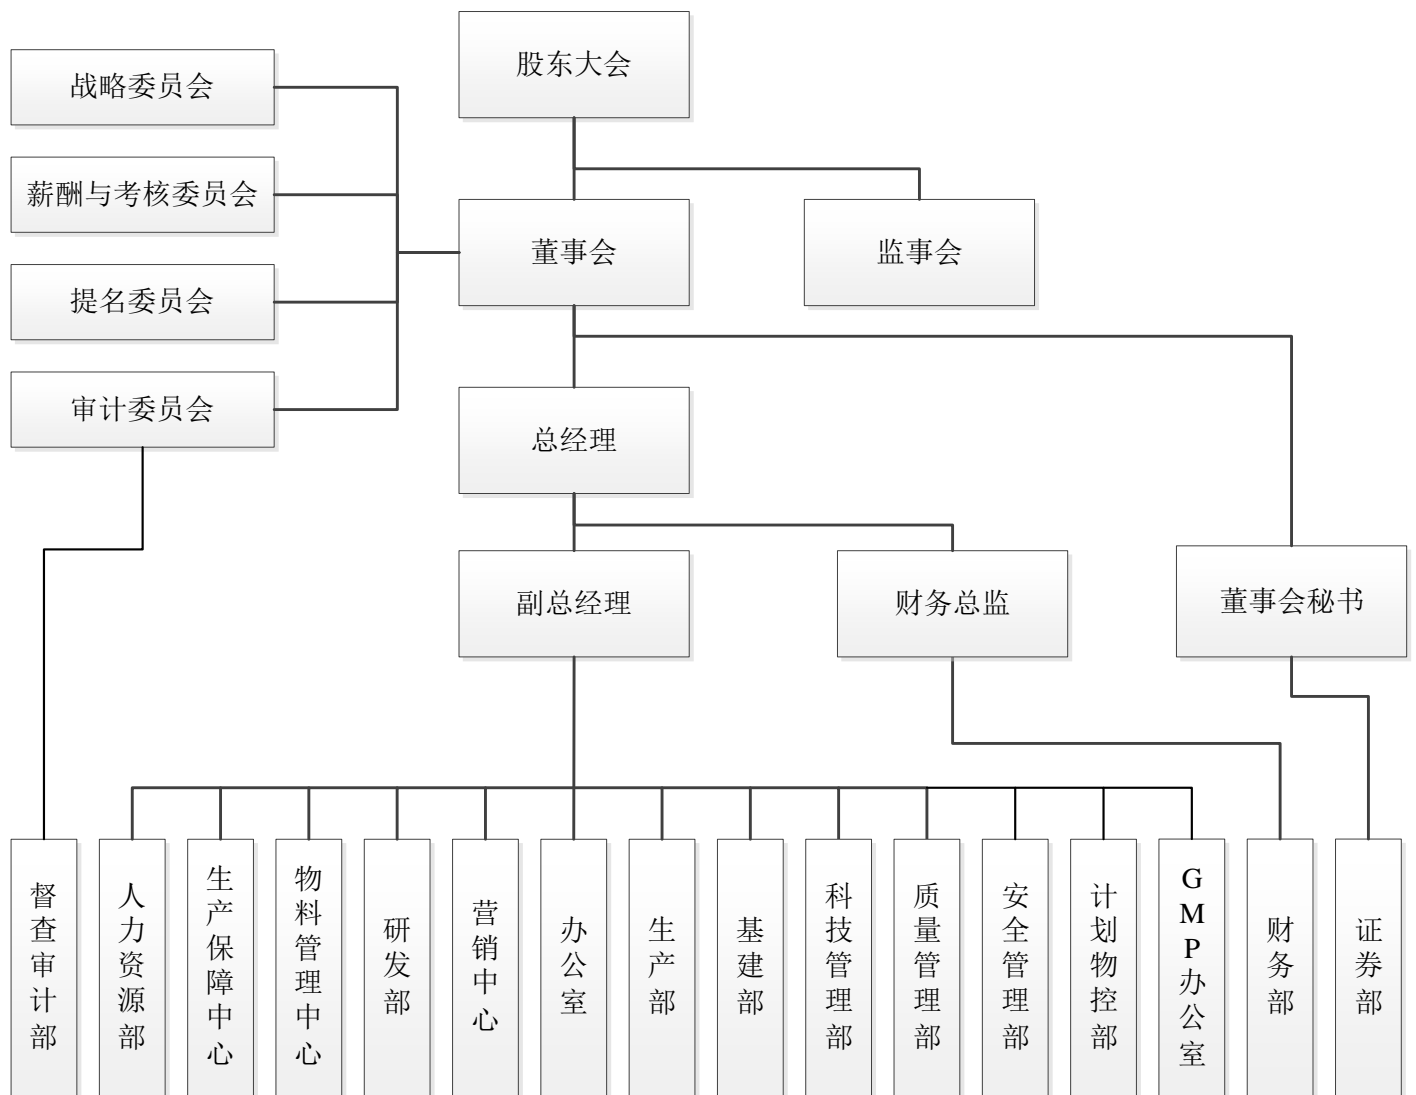 股东大会
战略委员会
薪酬与考核委员会
董事会
监事会
提名委员会
审计委员会
总经理
副总经理
财务总监
董事会秘书
督查审计部
人力资源部
生产保障中心
物料管理中心
研发部
营销中心
办公室
生产部
基建部
科技管理部
质量管理部
安全管理部
计划物控部
GMP办公室
财务部
证券部